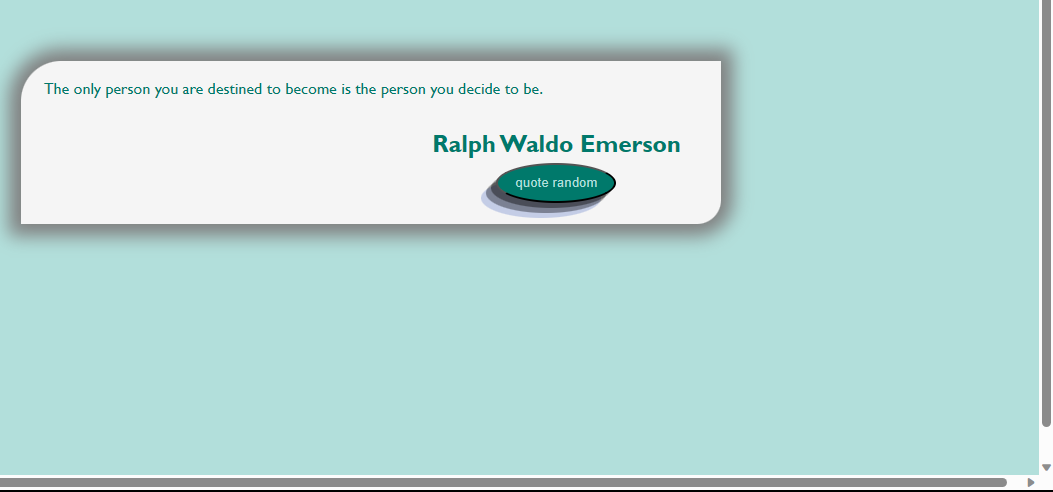 The only person you are destined to become is the person you decide to be.
Ralph Waldo Emerson
quote random